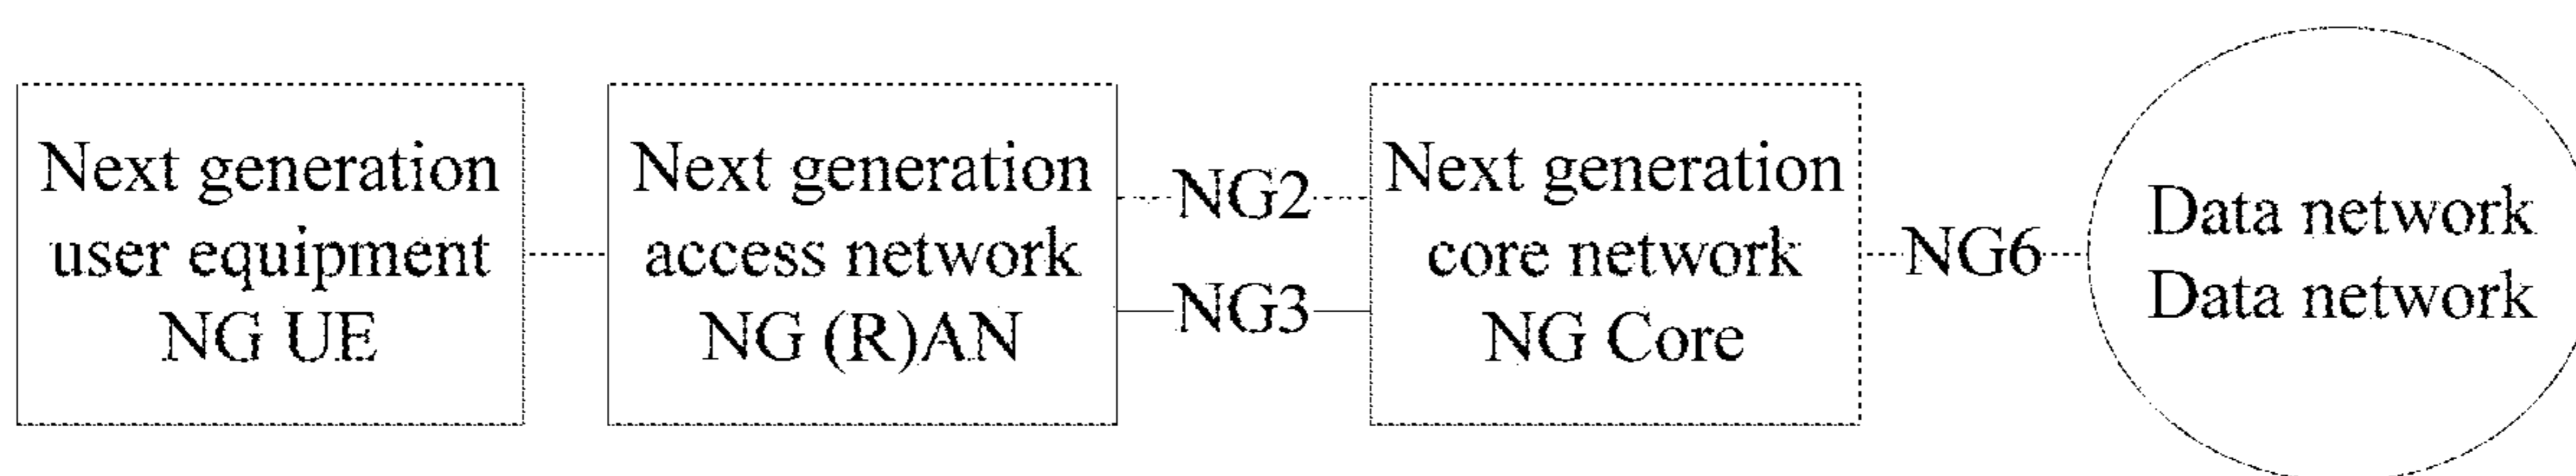 Next generation
user equipment
NG UE
Next generation
access network
NG (R)AN
NG2
NG3
Next generation
core network
NG Core
NG6
Data network
Data network